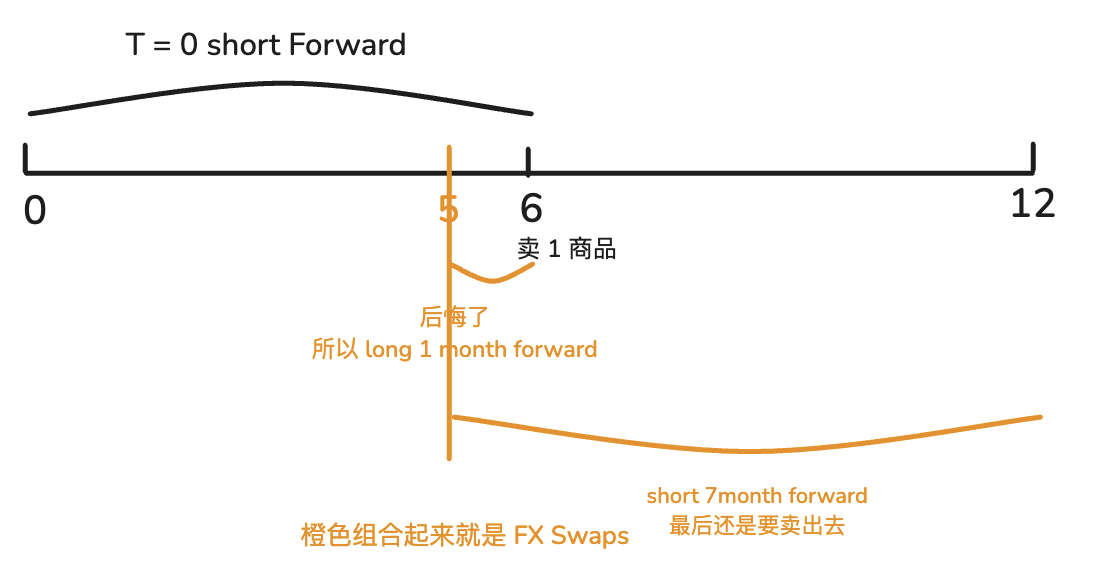 T = 0 short Forward
0
5
6
12
卖 1 商品
后悔了
所以 long 1 month forward
short 7month forward
最后还是要卖出去
橙色组合起来就是 FX Swaps